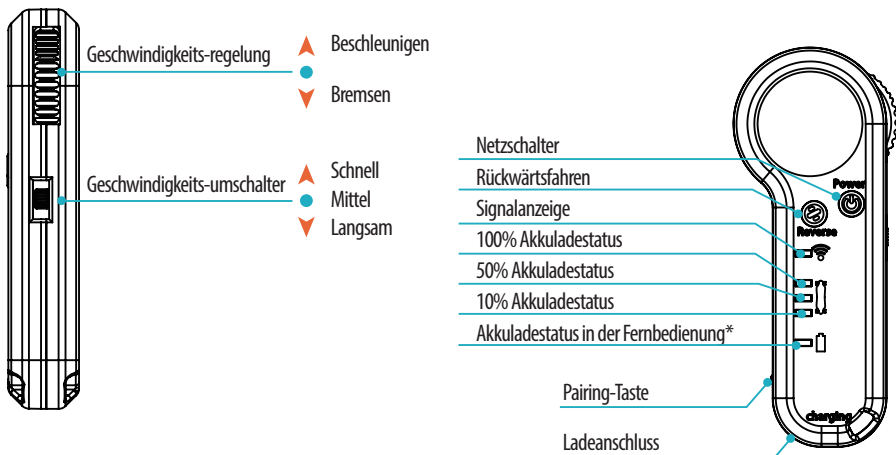 Geschwindigkeits-regelung
Beschleunigen
Bremsen
Geschwindigkeits-umschalter
Schnell
Mittel
Langsam
Netzschalter
Rückwärtsfahren
Signalanzeige
100% Akkuladestatus
50% Akkuladestatus
10% Akkuladestatus
Akkuladestatus in der Fernbedienung*
Pairing-Taste
Ladeanschluss
Power
Reverse
charging